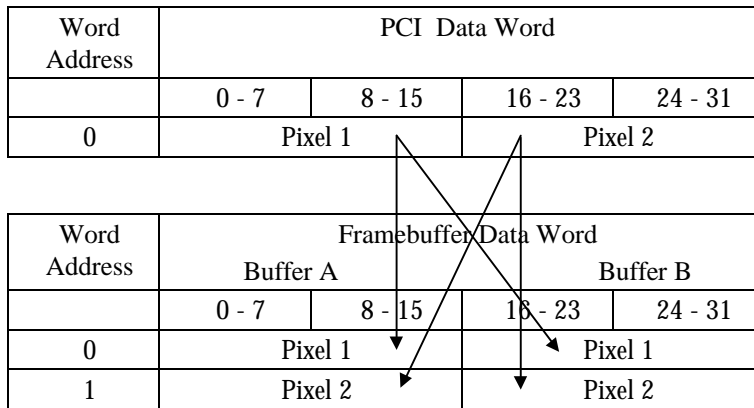 Word Address PCI Data Word
0 - 7 8 - 15 16 - 23 24 - 31
0 Pixel 1 Pixel 2
Word Address Framebuffer Data Word
Buffer A Buffer B
0 - 7 8 - 15 16 - 23 24 - 31
0 Pixel 1 Pixel 1
1 Pixel 2 Pixel 2